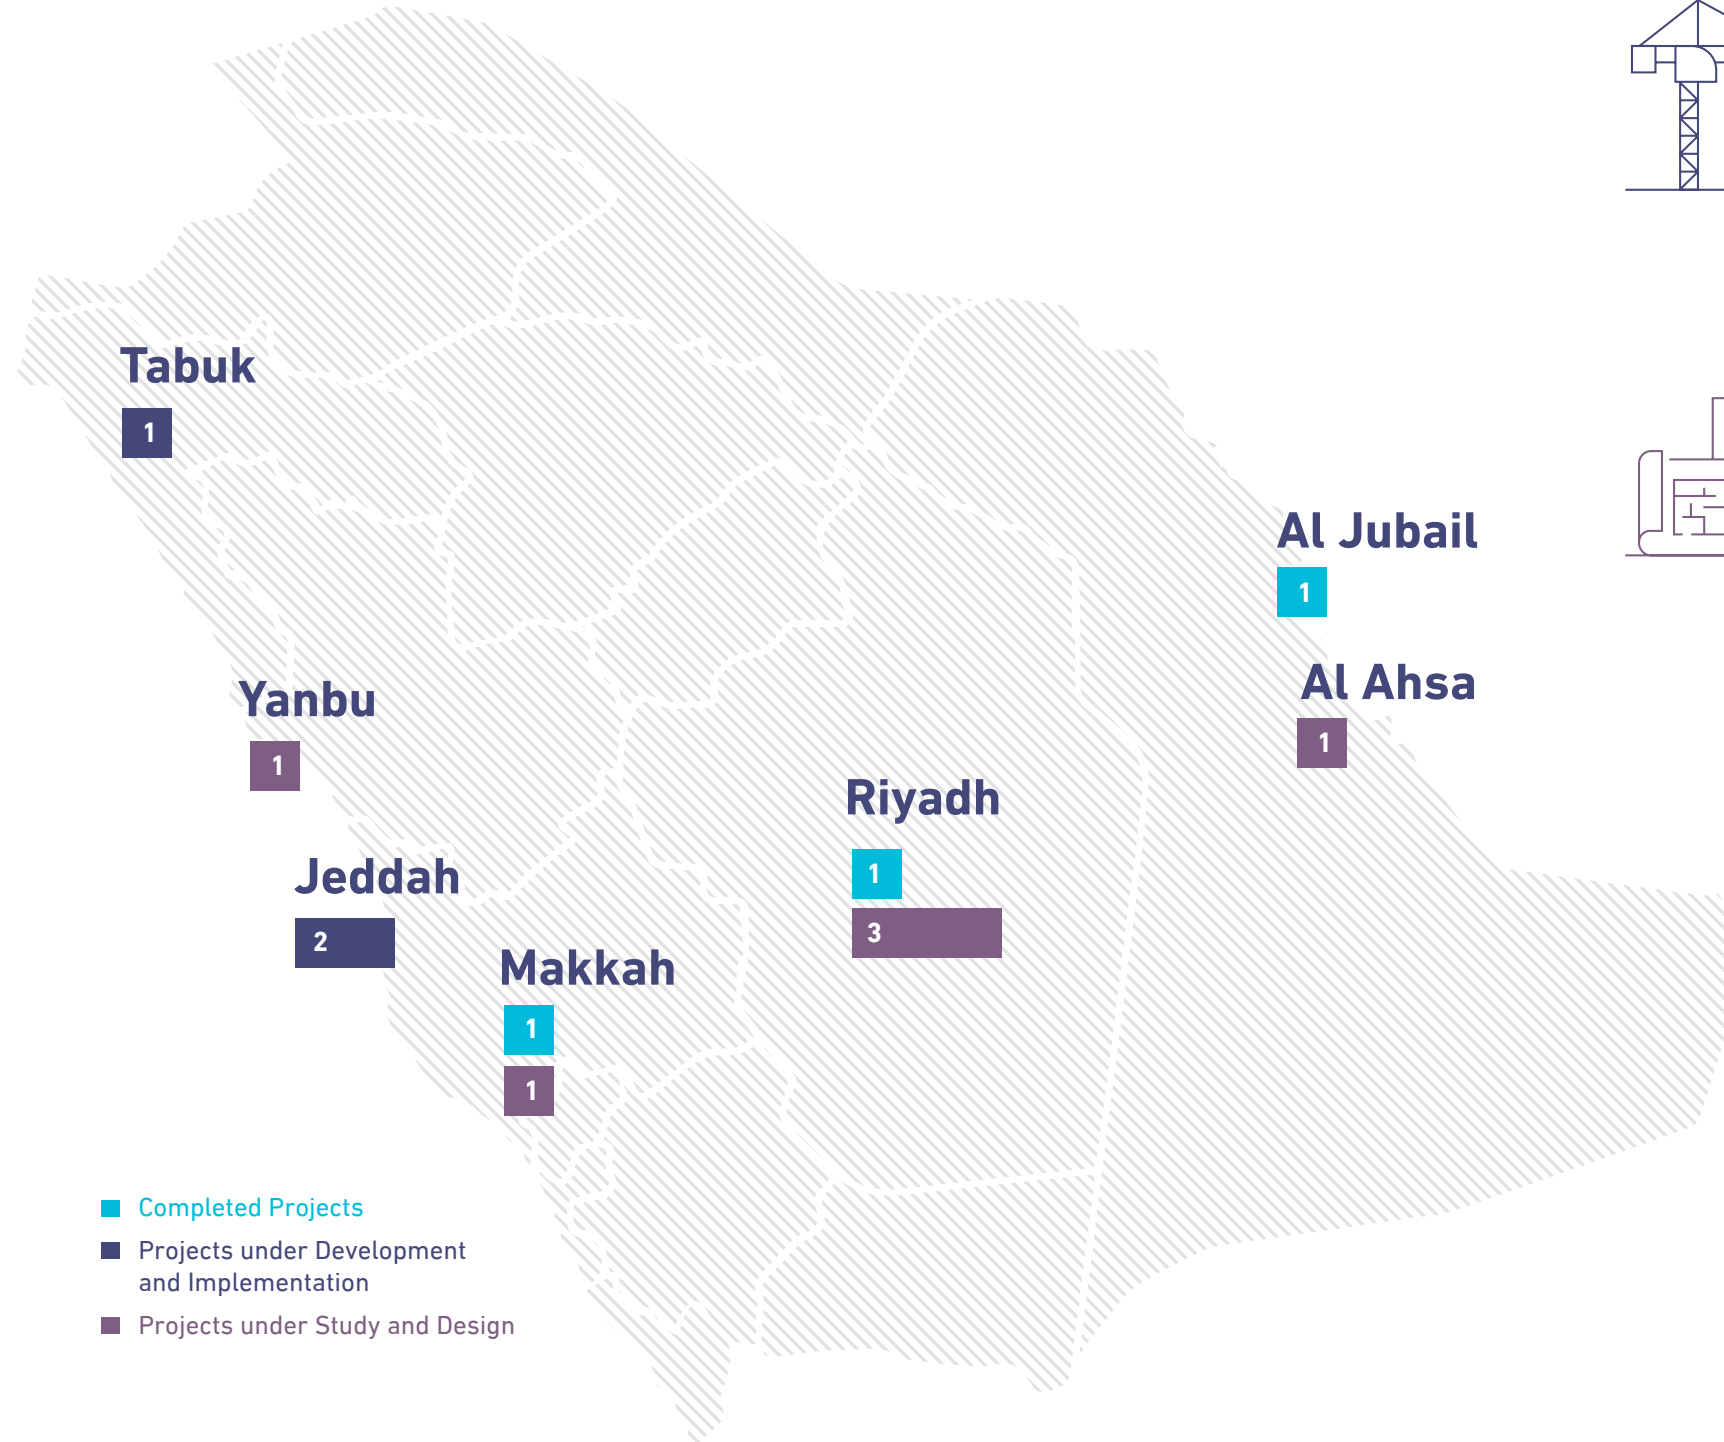 Tabuk
1
Al Jubail
1
Al Ahsa
1
Yanbu
1
Riyadh
1
3
Jeddah
2
Makkah
1
1
Completed Projects
Projects under Development
and Implementation
Projects under Study and Design